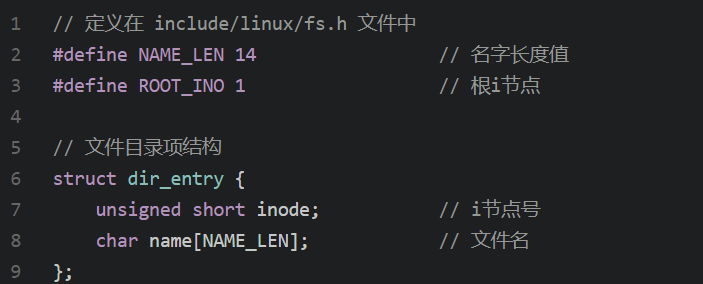 1 // 定义在 include/linux/fs.h 文件中
2 #define NAME_LEN 14 // 名字长度值
3 #define ROOT_INO 1 // 根i节点
4
5 // 文件目录项结构
6 struct dir_entry {
7 unsigned short inode; // i节点号
8 char name[NAME_LEN]; // 文件名
9 };